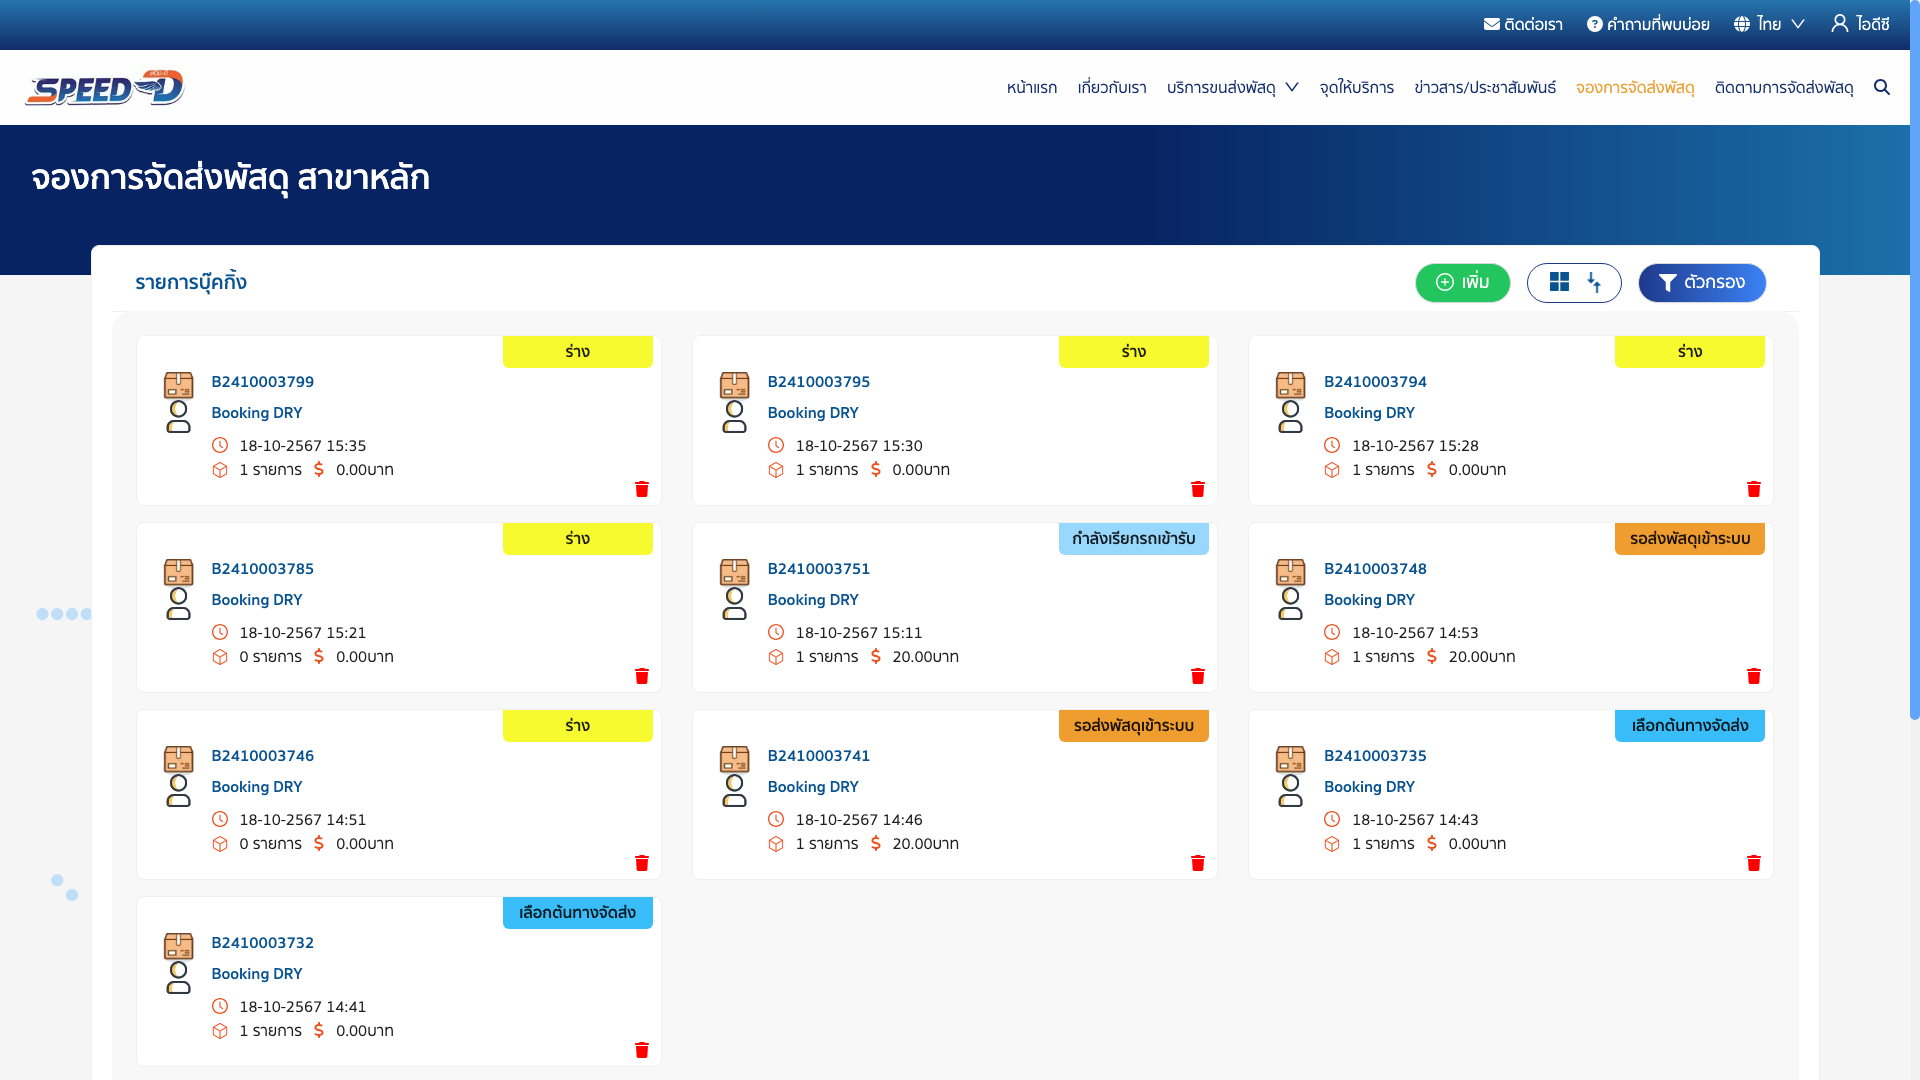 ติดต่อเรา คำถามที่พบบ่อย ไทย ไอดีซี
SPEED-D
หน้าแรก เกี่ยวกับเรา บริการขนส่งพัสดุ จุดให้บริการ ข่าวสาร/ประชาสัมพันธ์ จองการจัดส่งพัสดุ ติดตามการจัดส่งพัสดุ
จองการจัดส่งพัสดุ สาขาหลัก
รายการบุ๊คกิ้ง
เพิ่ม
ตัวกรอง
ร่าง
B2410003799
Booking DRY
18-10-2567 15:35
1 รายการ $ 0.00บาท
ร่าง
B2410003795
Booking DRY
18-10-2567 15:30
1 รายการ $ 0.00บาท
ร่าง
B2410003794
Booking DRY
18-10-2567 15:28
1 รายการ $ 0.00บาท
ร่าง
B2410003785
Booking DRY
18-10-2567 15:21
0 รายการ $ 0.00บาท
กำลังเรียกรถเข้ารับ
B2410003751
Booking DRY
18-10-2567 15:11
1 รายการ $ 20.00บาท
รอส่งพัสดุเข้าระบบ
B2410003748
Booking DRY
18-10-2567 14:53
1 รายการ $ 20.00บาท
ร่าง
B2410003746
Booking DRY
18-10-2567 14:51
0 รายการ $ 0.00บาท
รอส่งพัสดุเข้าระบบ
B2410003741
Booking DRY
18-10-2567 14:46
1 รายการ $ 20.00บาท
เลือกต้นทางจัดส่ง
B2410003735
Booking DRY
18-10-2567 14:43
1 รายการ $ 0.00บาท
เลือกต้นทางจัดส่ง
B2410003732
Booking DRY
18-10-2567 14:41
1 รายการ $ 0.00บาท